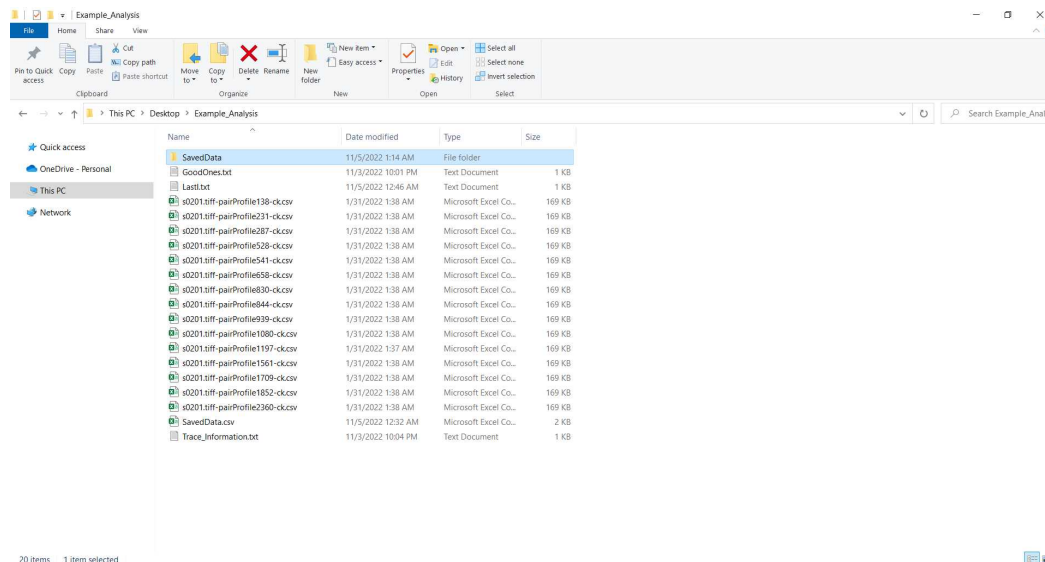 Example_Analysis
File Home Share View
Pin to Quick access
Copy
Paste
Cut
Copy path
Paste shortcut
Clipboard
Move to
Copy to
Delete
Rename
Organize
New folder
New item
Easy access
New
Properties
Open
Edit
History
Open
Select all
Select none
Invert selection
Select
This PC > Desktop > Example_Analysis
Search Example_Anal
Quick access
OneDrive - Personal
This PC
Network
Name Date modified Type Size
SavedData 11/5/2022 1:14 AM File folder
GoodOnes.txt 11/3/2022 10:01 PM Text Document 1 KB
LastI.txt 11/5/2022 12:46 AM Text Document 1 KB
s0201.tiff-pairProfile138-ck.csv 1/31/2022 1:38 AM Microsoft Excel Co... 169 KB
s0201.tiff-pairProfile231-ck.csv 1/31/2022 1:38 AM Microsoft Excel Co... 169 KB
s0201.tiff-pairProfile287-ck.csv 1/31/2022 1:38 AM Microsoft Excel Co... 169 KB
s0201.tiff-pairProfile528-ck.csv 1/31/2022 1:38 AM Microsoft Excel Co... 169 KB
s0201.tiff-pairProfile541-ck.csv 1/31/2022 1:38 AM Microsoft Excel Co... 169 KB
s0201.tiff-pairProfile658-ck.csv 1/31/2022 1:38 AM Microsoft Excel Co... 169 KB
s0201.tiff-pairProfile830-ck.csv 1/31/2022 1:38 AM Microsoft Excel Co... 169 KB
s0201.tiff-pairProfile844-ck.csv 1/31/2022 1:38 AM Microsoft Excel Co... 169 KB
s0201.tiff-pairProfile939-ck.csv 1/31/2022 1:38 AM Microsoft Excel Co... 169 KB
s0201.tiff-pairProfile1080-ck.csv 1/31/2022 1:38 AM Microsoft Excel Co... 169 KB
s0201.tiff-pairProfile1197-ck.csv 1/31/2022 1:37 AM Microsoft Excel Co... 169 KB
s0201.tiff-pairProfile1561-ck.csv 1/31/2022 1:38 AM Microsoft Excel Co... 169 KB
s0201.tiff-pairProfile1709-ck.csv 1/31/2022 1:38 AM Microsoft Excel Co... 169 KB
s0201.tiff-pairProfile1852-ck.csv 1/31/2022 1:38 AM Microsoft Excel Co... 169 KB
s0201.tiff-pairProfile2360-ck.csv 1/31/2022 1:38 AM Microsoft Excel Co... 169 KB
SavedData.csv 11/5/2022 12:32 AM Microsoft Excel Co... 2 KB
Trace_Information.txt 11/3/2022 10:04 PM Text Document 1 KB
20 items 1 item selected